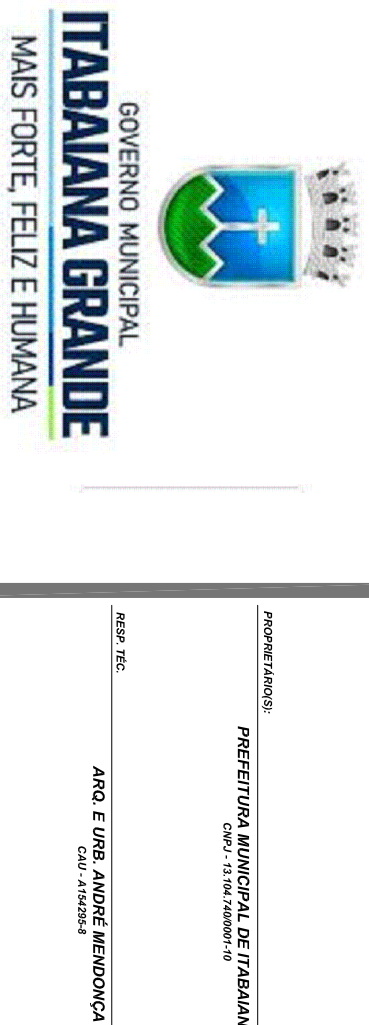 GOVERNO MUNICIPAL
ITABAIANA GRANDE
MAIS FORTE, FELIZ E HUMANA
PROPRIETÁRIO(S):
PREFEITURA MUNICIPAL DE ITABAIAN
CNPJ - 13.104.740/0001-10
RESP. TÉC.
ARQ. E URB. ANDRÉ MENDONÇA
CAU - A154295-8